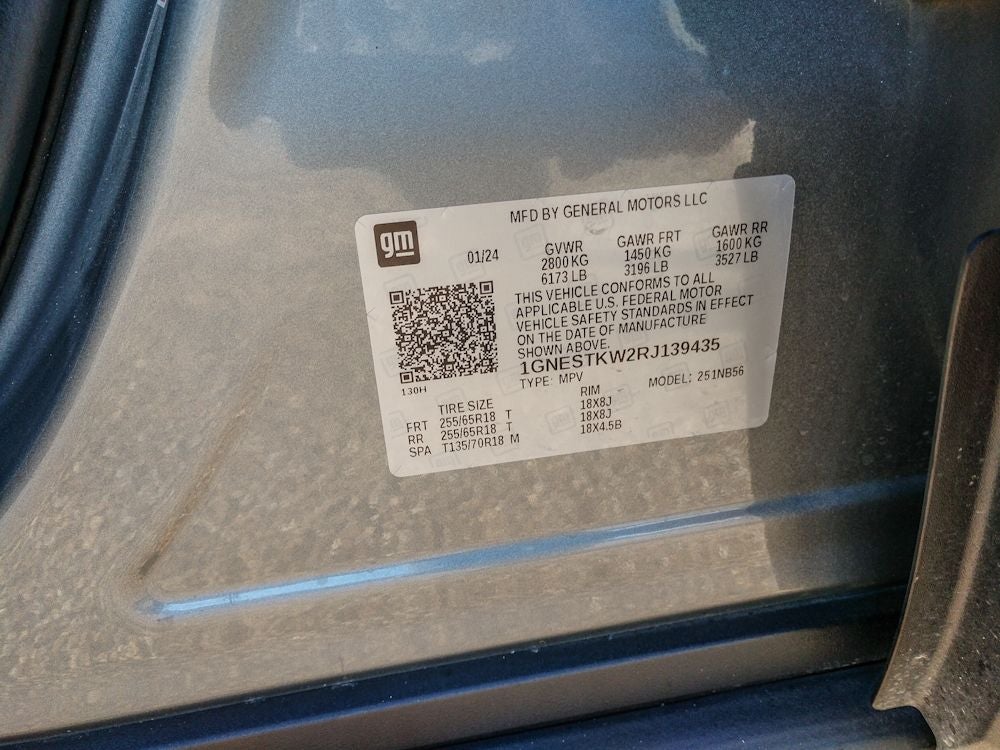 MFD BY GENERAL MOTORS LLC
gm
01/24
GVWR GAWR FRT GAWR RR
2800 KG 1450 KG 1600 KG
6173 LB 3196 LB 3527 LB
THIS VEHICLE CONFORMS TO ALL
APPLICABLE U.S. FEDERAL MOTOR
VEHICLE SAFETY STANDARDS IN EFFECT
ON THE DATE OF MANUFACTURE
SHOWN ABOVE.
1GNESTKW2RJ139435
130H
TYPE: MPV MODEL: 251NB56
TIRE SIZE RIM
FRT 255/65R18 T 18X8J
RR 255/65R18 T 18X8J
SPA T135/70R18 M 18X4.5B